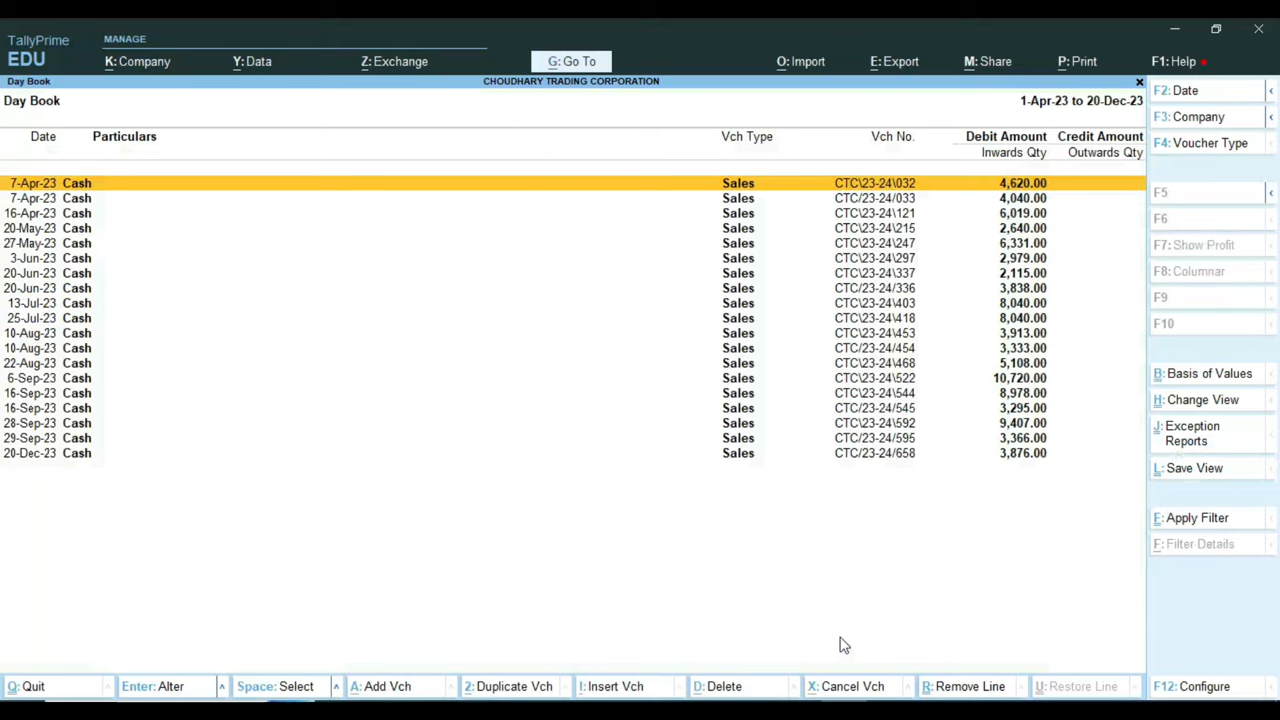 TallyPrime
EDU
MANAGE
K: Company Y: Data Z: Exchange G: Go To O: Import E: Export M: Share P: Print F1: Help
Day Book CHOUDHARY TRADING CORPORATION ×
Day Book 1-Apr-23 to 20-Dec-23
Date Particulars Vch Type Vch No. Debit Amount Credit Amount
Inwards Qty Outwards Qty
7-Apr-23 Cash Sales CTC\23-24\032 4,620.00
7-Apr-23 Cash Sales CTC/23-24/033 4,040.00
16-Apr-23 Cash Sales CTC\23-24\121 6,019.00
20-May-23 Cash Sales CTC\23-24\215 2,640.00
27-May-23 Cash Sales CTC\23-24\247 6,331.00
3-Jun-23 Cash Sales CTC\23-24\297 2,979.00
20-Jun-23 Cash Sales CTC\23-24\337 2,115.00
20-Jun-23 Cash Sales CTC/23-24/336 3,838.00
13-Jul-23 Cash Sales CTC\23-24\403 8,040.00
25-Jul-23 Cash Sales CTC\23-24\418 8,040.00
10-Aug-23 Cash Sales CTC\23-24\453 3,913.00
10-Aug-23 Cash Sales CTC/23-24/454 3,333.00
22-Aug-23 Cash Sales CTC\23-24\468 5,108.00
6-Sep-23 Cash Sales CTC\23-24\522 10,720.00
16-Sep-23 Cash Sales CTC\23-24\544 8,978.00
16-Sep-23 Cash Sales CTC/23-24/545 3,295.00
28-Sep-23 Cash Sales CTC\23-24\592 9,407.00
29-Sep-23 Cash Sales CTC/23-24/595 3,366.00
20-Dec-23 Cash Sales CTC/23-24/658 3,876.00
F2: Date
F3: Company
F4: Voucher Type
F5
F6
F7: Show Profit
F8: Columnar
F9
F10
B: Basis of Values
H: Change View
J: Exception
Reports
L: Save View
F: Apply Filter
F: Filter Details
Q: Quit Enter: Alter Space: Select A: Add Vch 2: Duplicate Vch I: Insert Vch D: Delete X: Cancel Vch R: Remove Line U: Restore Line F12: Configure